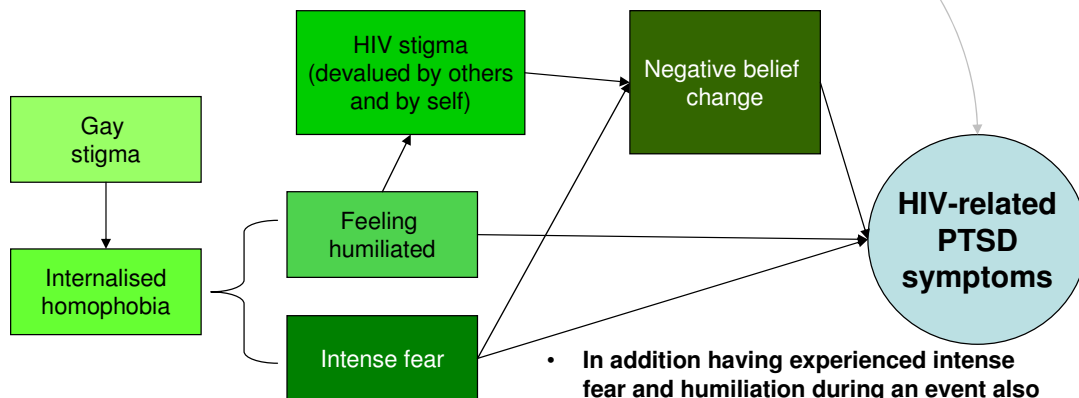 HIV stigma
(devalued by others
and by self)
Negative belief
change
Gay
stigma
Feeling
humiliated
HIV-related
PTSD
symptoms
Internalised
homophobia
Intense fear
• In addition having experienced intense
fear and humiliation during an event also